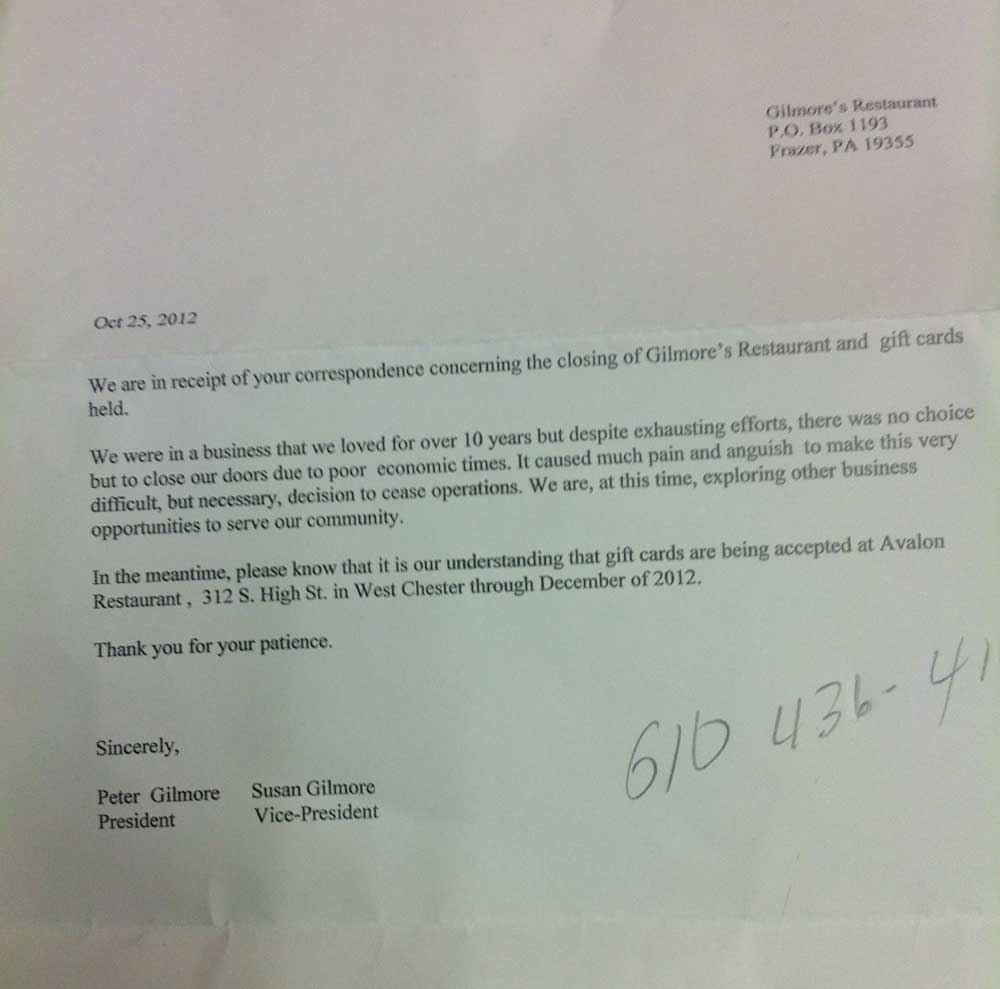 Gilmore's Restaurant
P.O. Box 1193
Frazer, PA 19355
Oct 25, 2012
We are in receipt of your correspondence concerning the closing of Gilmore's Restaurant and gift cards
held.
We were in a business that we loved for over 10 years but despite exhausting efforts, there was no choice
but to close our doors due to poor economic times. It caused much pain and anguish to make this very
difficult, but necessary, decision to cease operations. We are, at this time, exploring other business
opportunities to serve our community.
In the meantime, please know that it is our understanding that gift cards are being accepted at Avalon
Restaurant , 312 S. High St. in West Chester through December of 2012.
Thank you for your patience.
610 436-41
Sincerely,
Peter Gilmore Susan Gilmore
President Vice-President